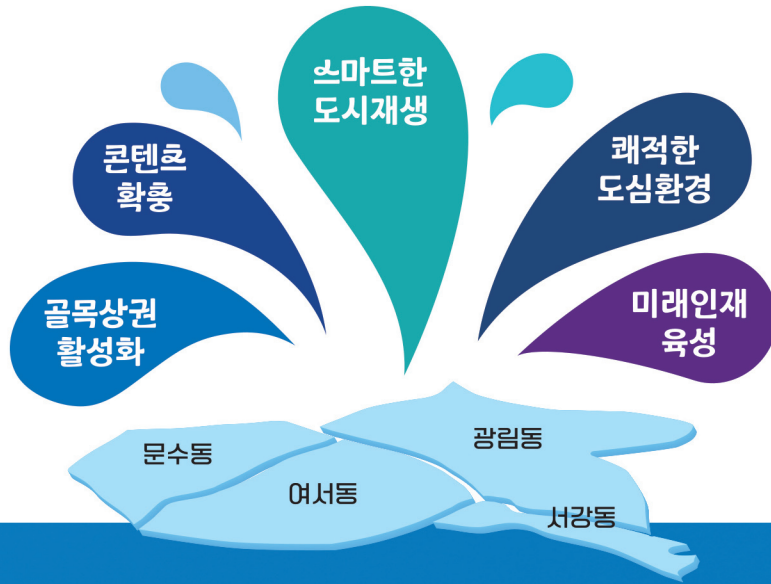 스마트한
도시재생
콘텐츠
확충
쾌적한
도심환경
골목상권
활성화
미래인재
육성
문수동
광림동
여서동
서강동